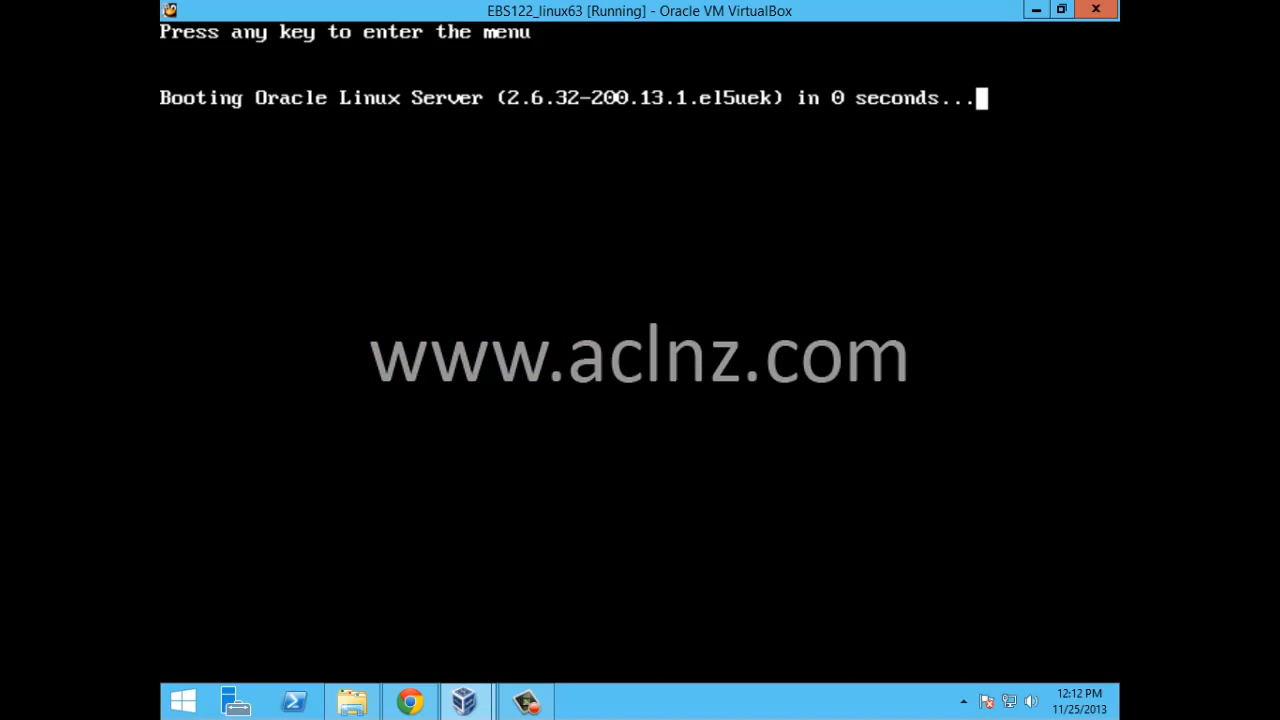 EBS122_linux63 [Running] - Oracle VM VirtualBox
Press any key to enter the menu
Booting Oracle Linux Server (2.6.32-200.13.1.el5uek) in 0 seconds...
www.aclnz.com
12:12 PM
11/25/2013